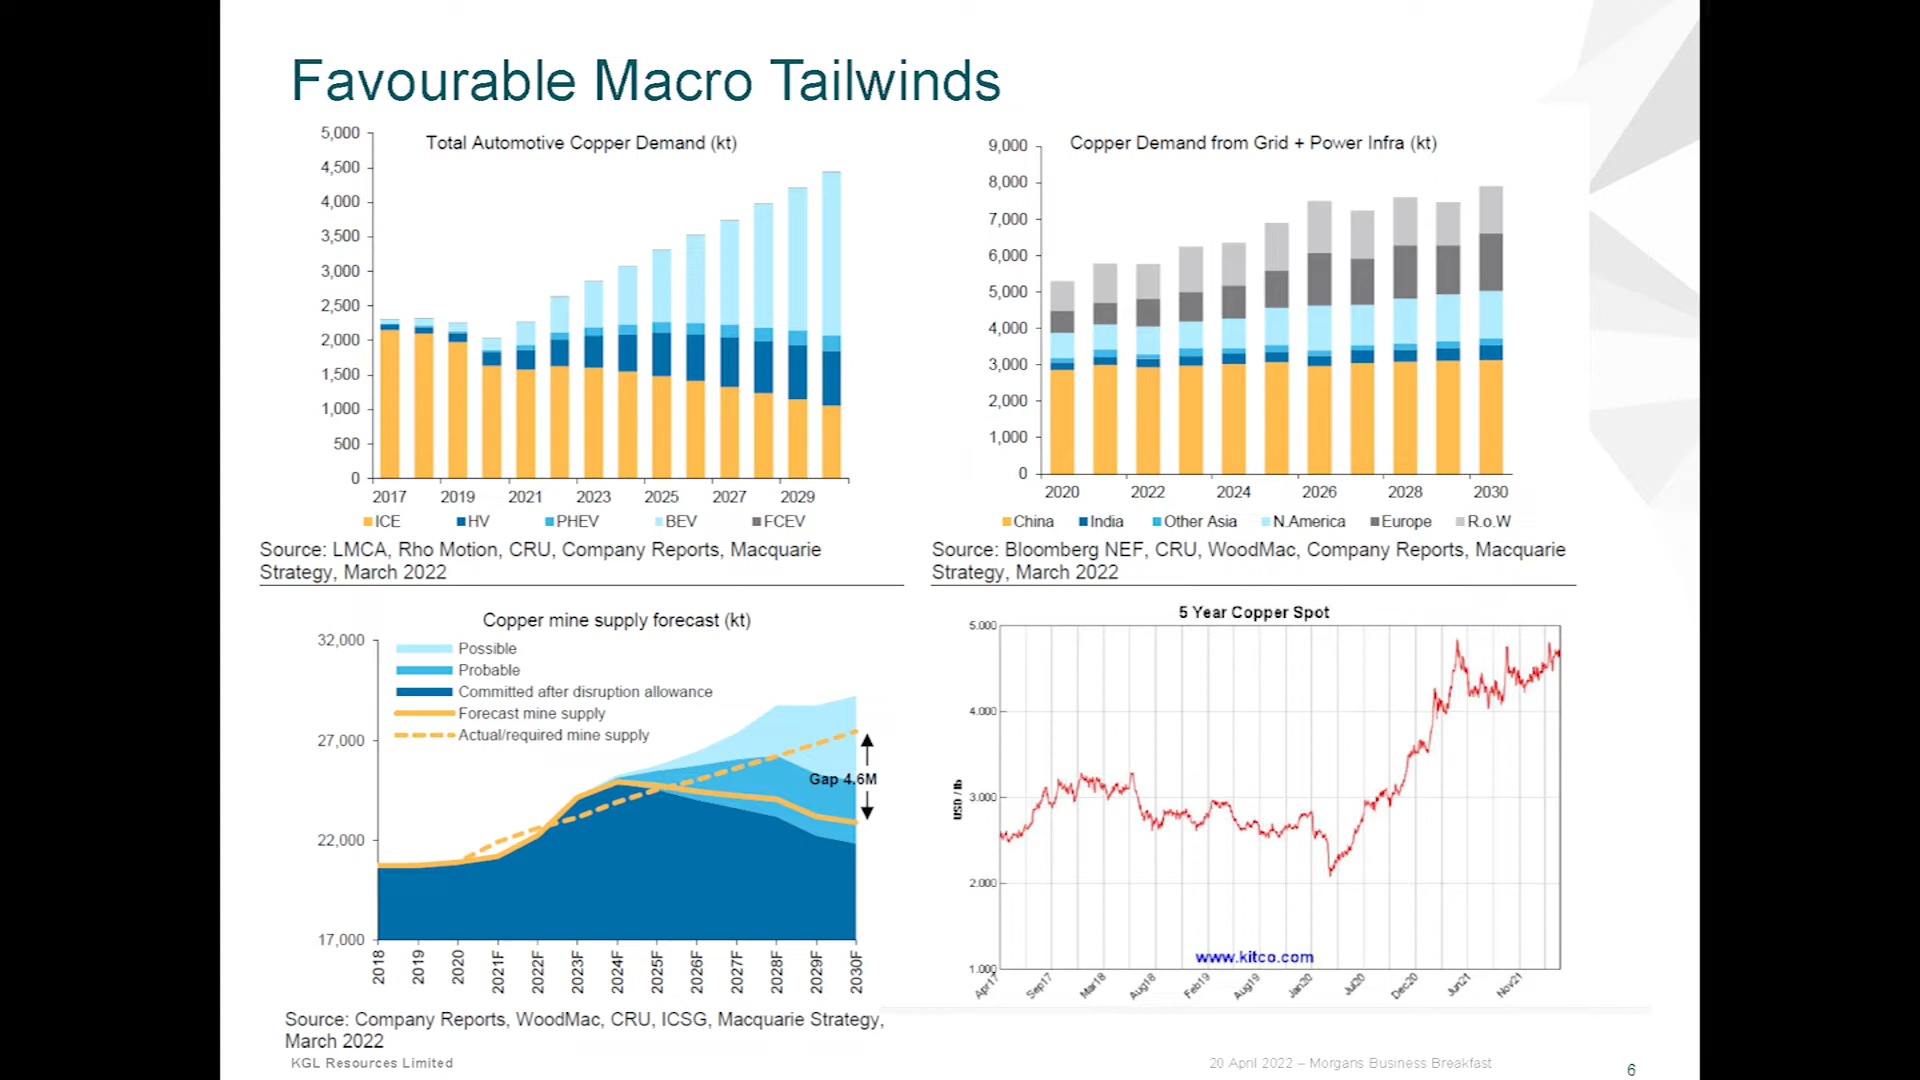 Favourable Macro Tailwinds
Total Automotive Copper Demand (kt)
5,000
4,500
4,000
3,500
3,000
2,500
2,000
1,500
1,000
500
0
2017 2019 2021 2023 2025 2027 2029
ICE HV PHEV BEV FCEV
Source: LMCA, Rho Motion, CRU, Company Reports, Macquarie
Strategy, March 2022
Copper Demand from Grid + Power Infra (kt)
9,000
8,000
7,000
6,000
5,000
4,000
3,000
2,000
1,000
0
2020 2022 2024 2026 2028 2030
China India Other Asia N.America Europe R.o.W
Source: Bloomberg NEF, CRU, WoodMac, Company Reports, Macquarie
Strategy, March 2022
Copper mine supply forecast (kt)
32,000
27,000
22,000
17,000
Possible
Probable
Committed after disruption allowance
Forecast mine supply
Actual/required mine supply
Gap 4.6M
2018 2019 2020 2021F 2022F 2023F 2024F 2025F 2026F 2027F 2028F 2029F 2030F
Source: Company Reports, WoodMac, CRU, ICSG, Macquarie Strategy,
March 2022
5 Year Copper Spot
5.000
4.000
3.000
2.000
1.000
USD / lb
www.kitco.com
Apr17 Sep17 Mar18 Aug18 Feb19 Aug19 Jan20 Jul20 Dec20 Jun21 Nov21
KGL Resources Limited
20 April 2022 – Morgans Business Breakfast
6